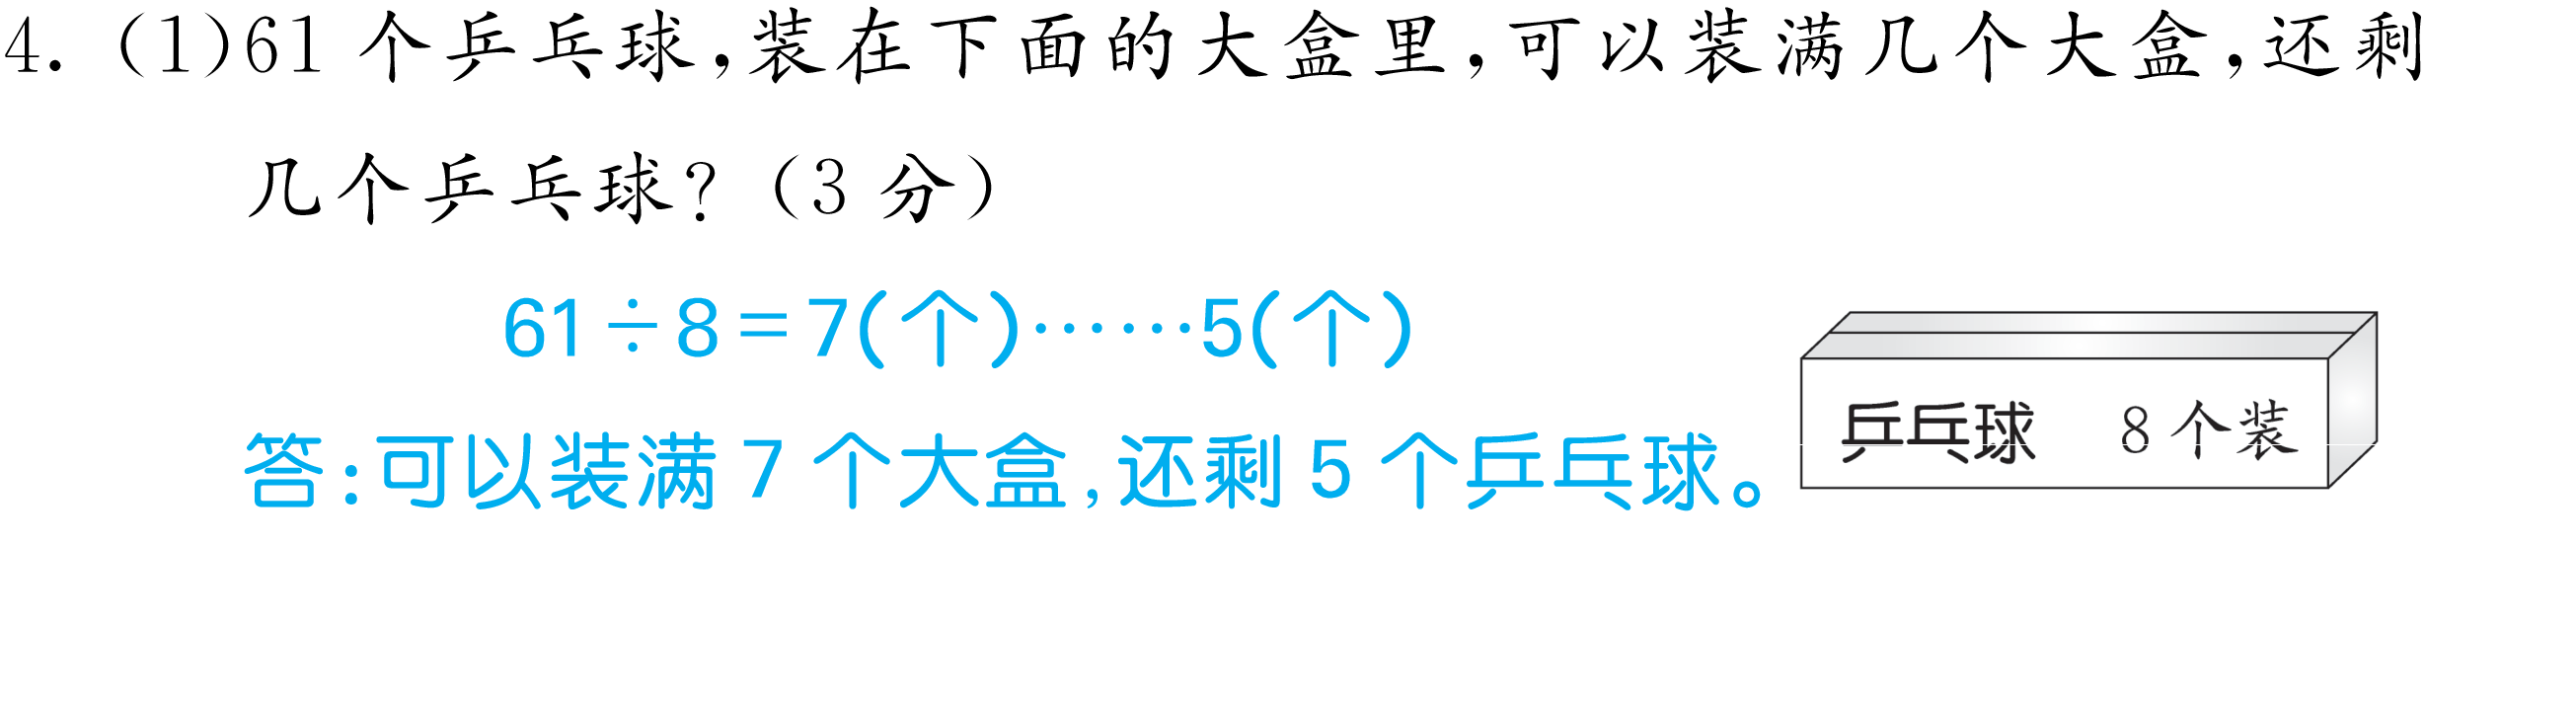 4. (1)61 个乒乓球,装在下面的大盒里,可以装满几个大盒,还剩
几个乒乓球?(3 分)
61÷8=7(个)……5(个)
答:可以装满 7 个大盒,还剩 5 个乒乓球。
乒乓球 8 个装